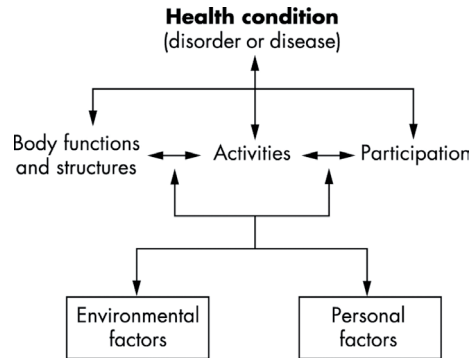 Health condition
(disorder or disease)
Body functions
and structures
Activities
Participation
Environmental
factors
Personal
factors